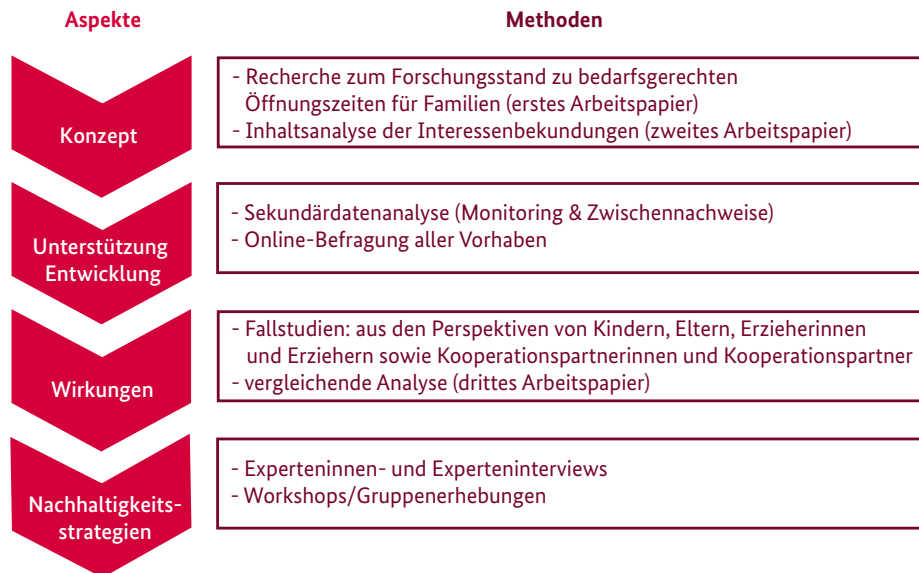 Aspekte
Methoden
Konzept
- Recherche zum Forschungsstand zu bedarfsgerechten
Öffnungszeiten für Familien (erstes Arbeitspapier)
- Inhaltsanalyse der Interessenbekundungen (zweites Arbeitspapier)
Unterstützung
Entwicklung
- Sekundärdatenanalyse (Monitoring & Zwischennachweise)
- Online-Befragung aller Vorhaben
Wirkungen
- Fallstudien: aus den Perspektiven von Kindern, Eltern, Erzieherinnen
und Erziehern sowie Kooperationspartnerinnen und Kooperationspartner
- vergleichende Analyse (drittes Arbeitspapier)
Nachhaltigkeits-
strategien
- Experteninnen- und Experteninterviews
- Workshops/Gruppenerhebungen